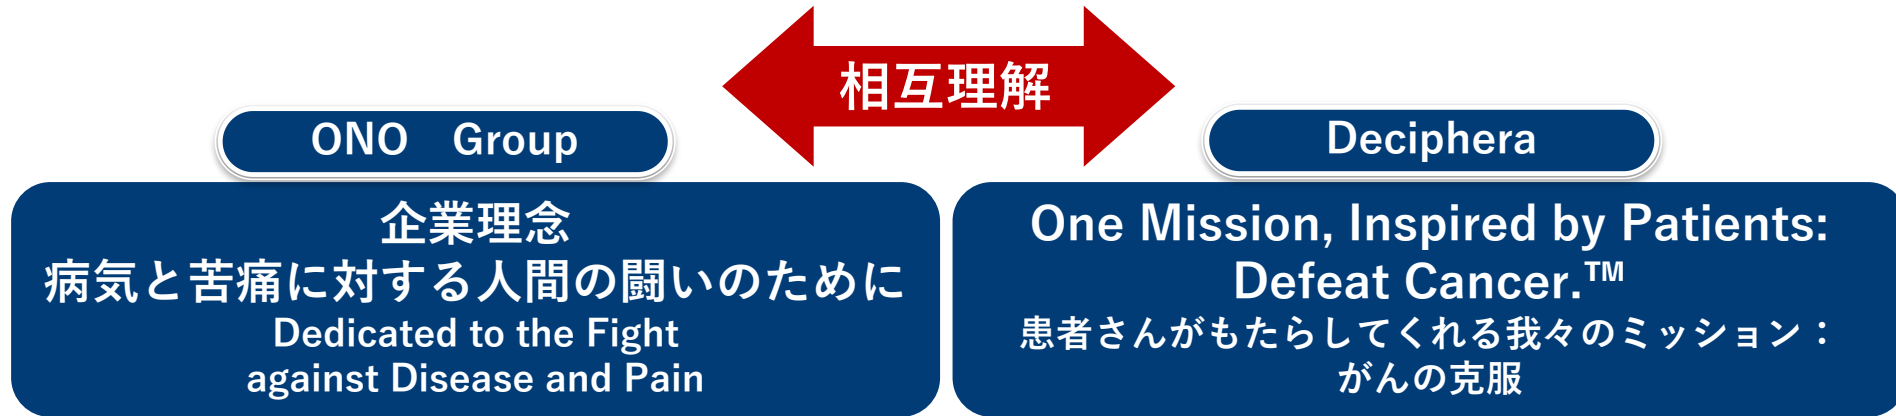 相互理解
ONO　Group
企業理念
病気と苦痛に対する人間の闘いのために
Dedicated to the Fight
against Disease and Pain
Deciphera
One Mission, Inspired by Patients:
Defeat Cancer.™
患者さんがもたらしてくれる我々のミッション：
がんの克服